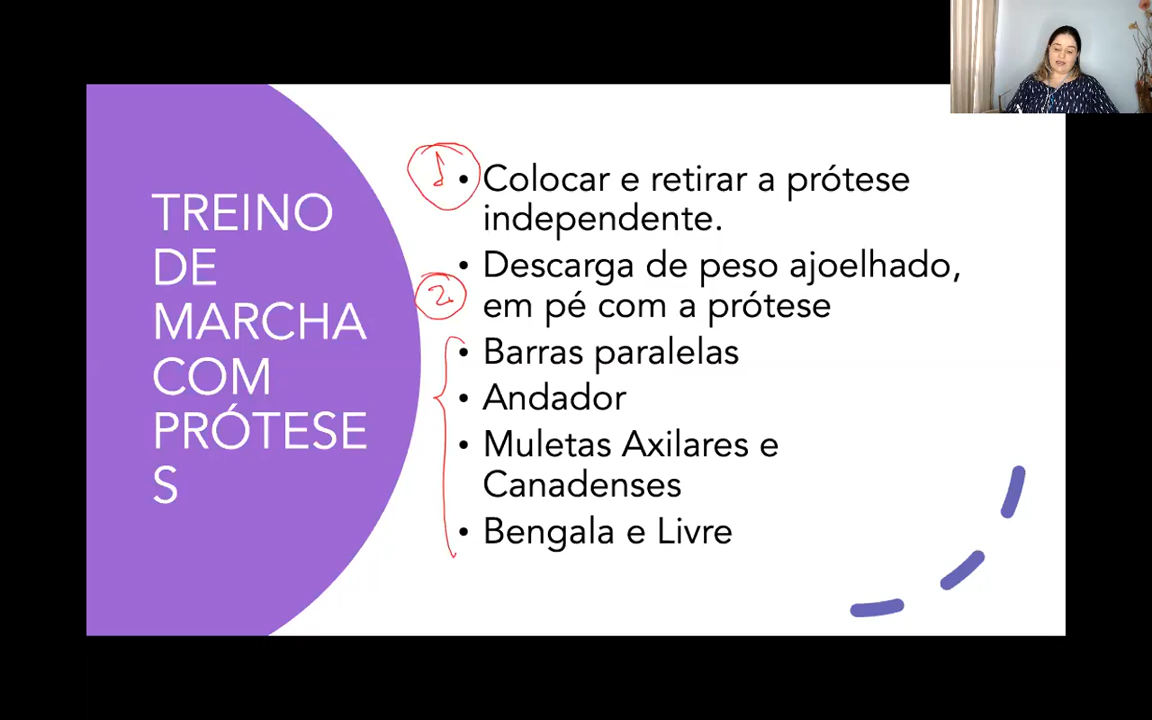 TREINO
DE
MARCHA
COM
PRÓTESE
S
1
• Colocar e retirar a prótese
independente.
• Descarga de peso ajoelhado,
2
em pé com a prótese
• Barras paralelas
• Andador
• Muletas Axilares e
Canadenses
• Bengala e Livre